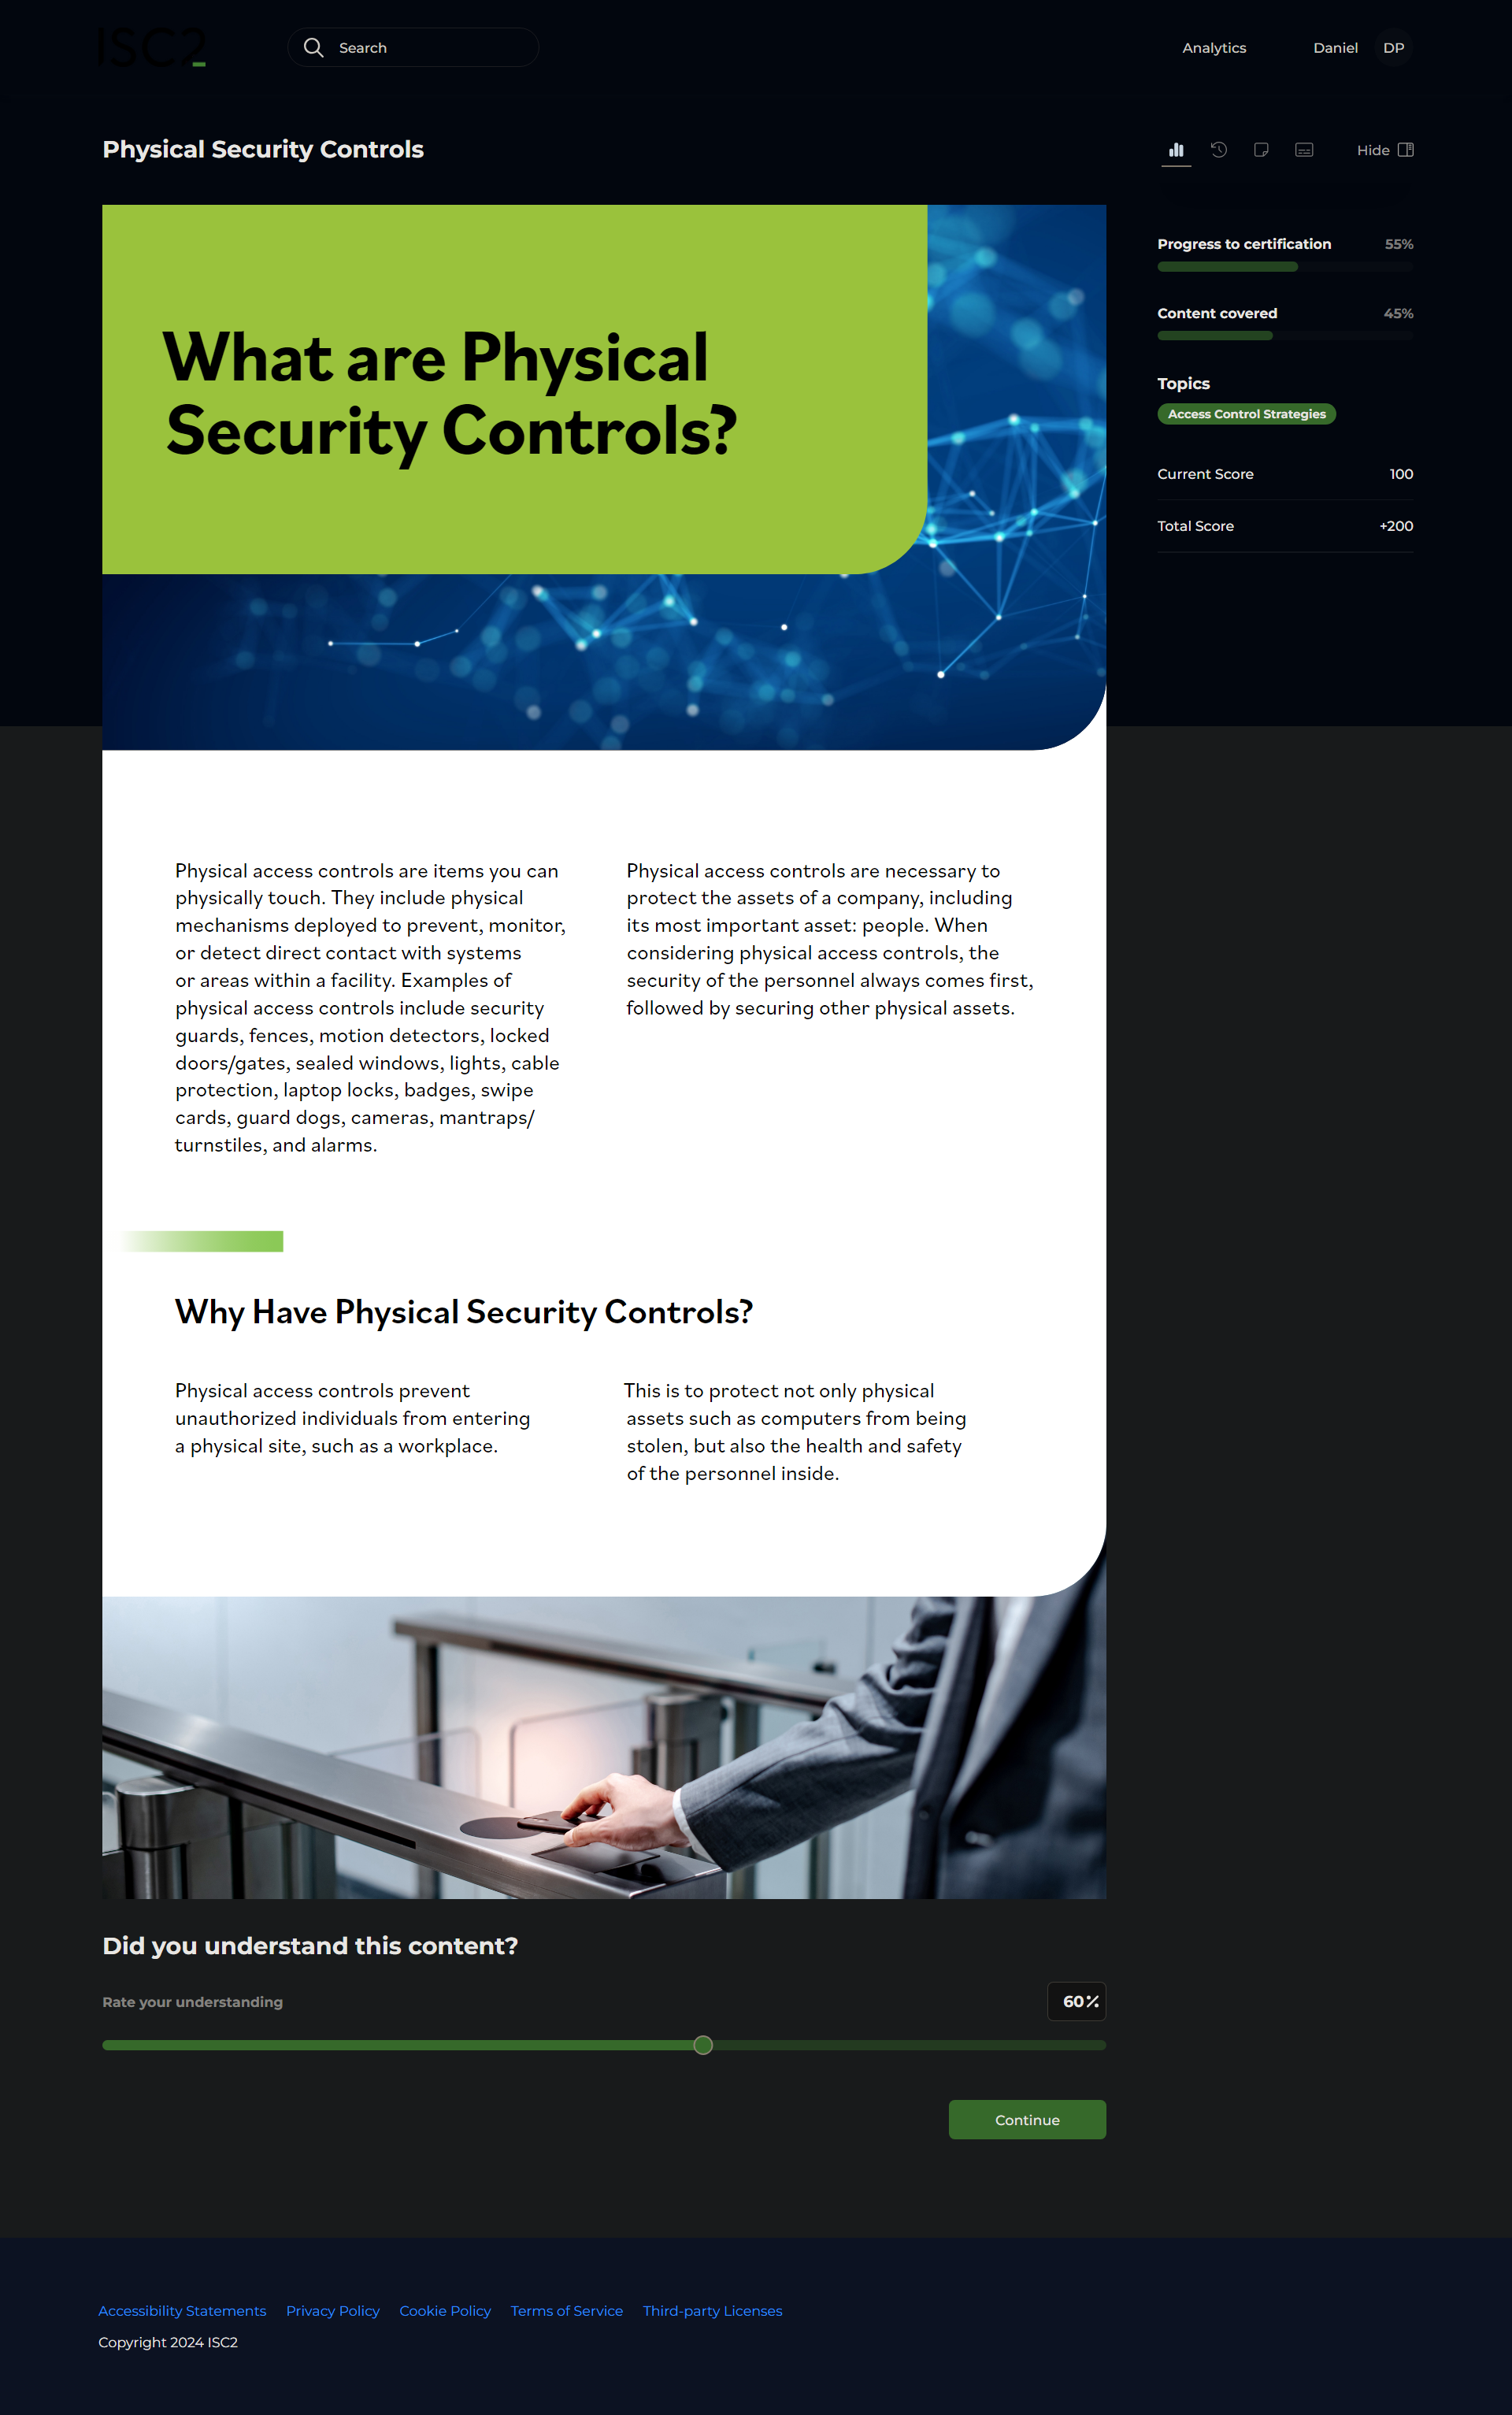 ISC2
Search
Analytics
Daniel
DP
Physical Security Controls
Hide
What are Physical
Security Controls?
Progress to certification
55%
Content covered
45%
Topics
Access Control Strategies
Current Score
100
Total Score
+200
Physical access controls are items you can
physically touch. They include physical
mechanisms deployed to prevent, monitor,
or detect direct contact with systems
or areas within a facility. Examples of
physical access controls include security
guards, fences, motion detectors, locked
doors/gates, sealed windows, lights, cable
protection, laptop locks, badges, swipe
cards, guard dogs, cameras, mantraps/
turnstiles, and alarms.
Physical access controls are necessary to
protect the assets of a company, including
its most important asset: people. When
considering physical access controls, the
security of the personnel always comes first,
followed by securing other physical assets.
Why Have Physical Security Controls?
Physical access controls prevent
unauthorized individuals from entering
a physical site, such as a workplace.
This is to protect not only physical
assets such as computers from being
stolen, but also the health and safety
of the personnel inside.
Did you understand this content?
Rate your understanding
60%
Continue
Accessibility Statements
Privacy Policy
Cookie Policy
Terms of Service
Third-party Licenses
Copyright 2024 ISC2